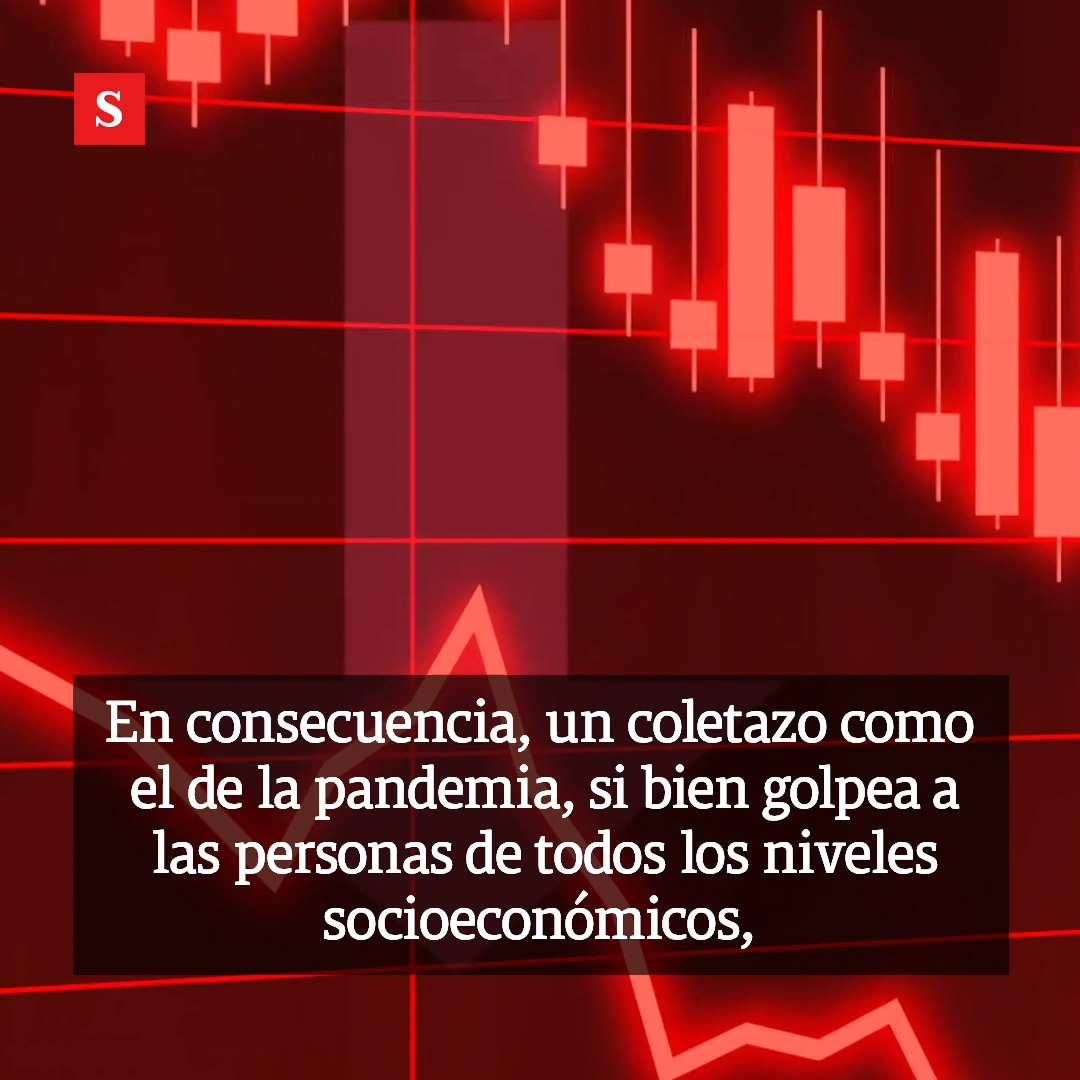 S
En consecuencia, un coletazo como
el de la pandemia, si bien golpea a
las personas de todos los niveles
socioeconómicos,